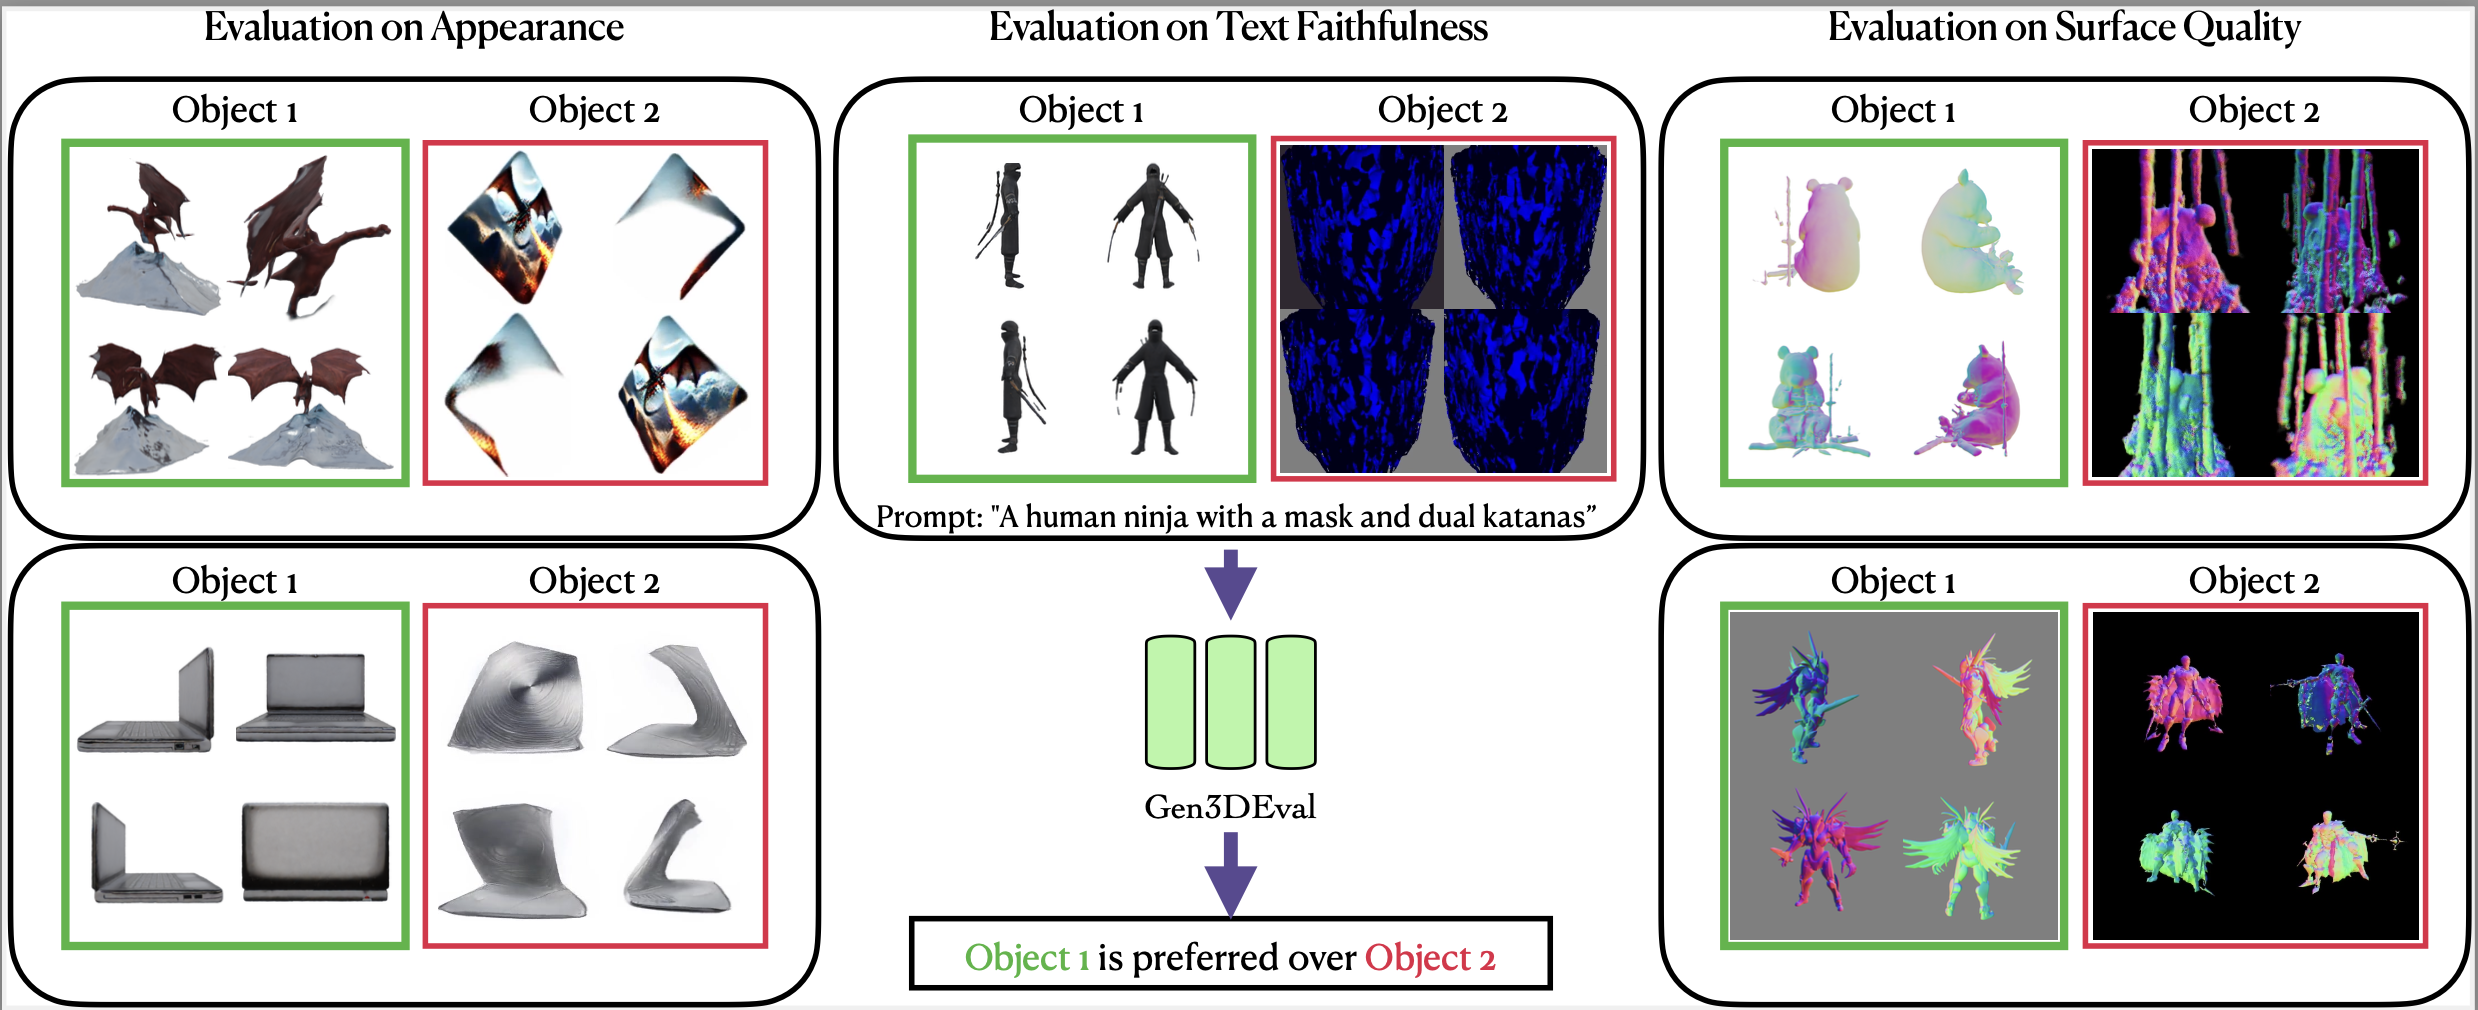 Evaluation on Appearance
Object 1
Object 2
Object 1
Object 2
Evaluation on Text Faithfulness
Object 1
Object 2
Prompt: "A human ninja with a mask and dual katanas”
Gen3DEval
Object 1 is preferred over Object 2
Evaluation on Surface Quality
Object 1
Object 2
Object 1
Object 2